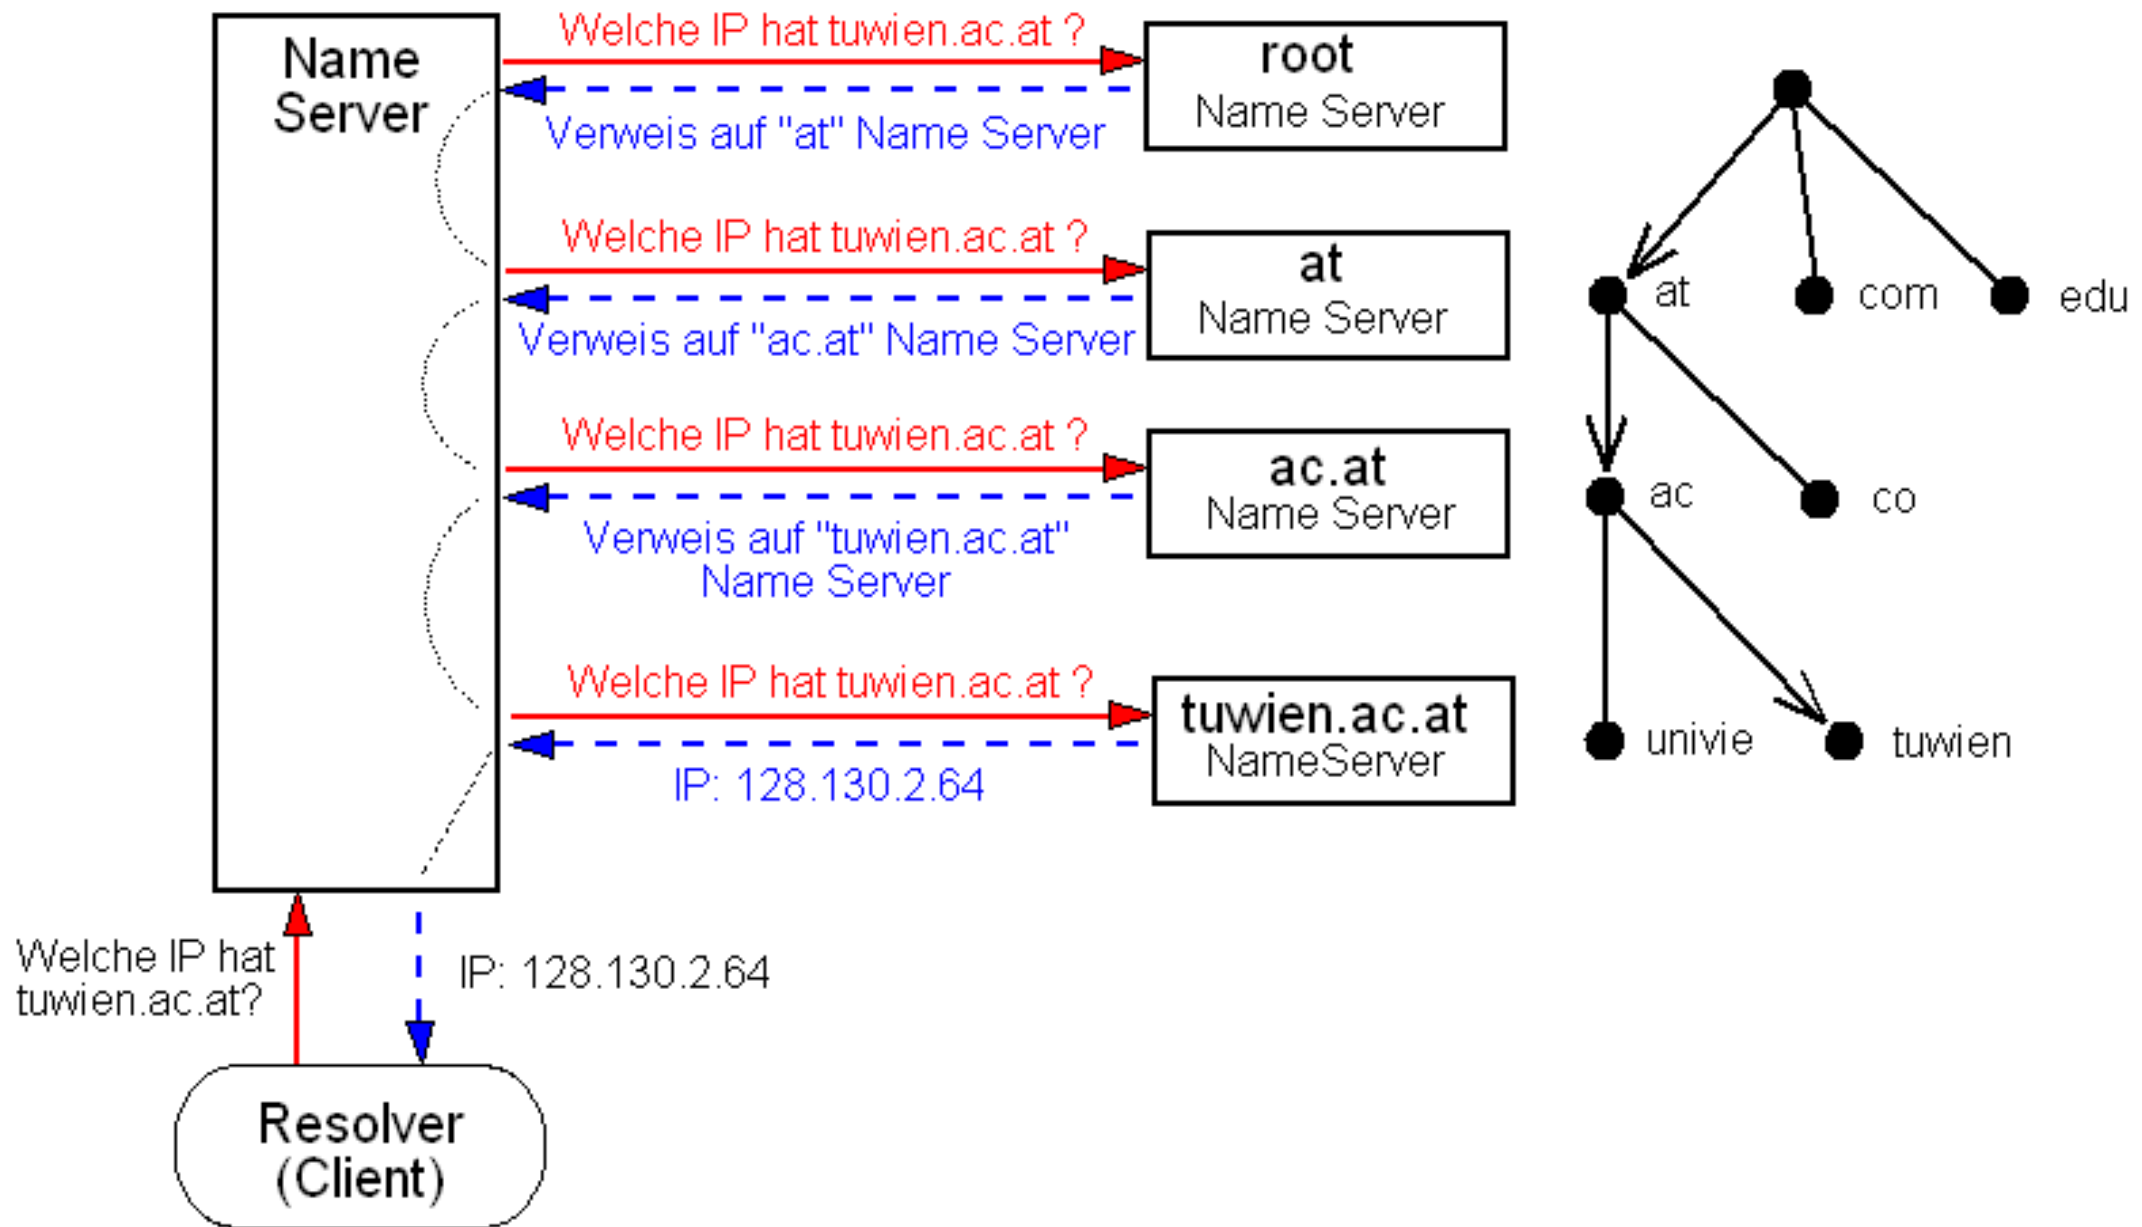 Name
Server
Welche IP hat tuwien.ac.at ?
Verweis auf "at" Name Server
root
Name Server
Welche IP hat tuwien.ac.at ?
Verweis auf "ac.at" Name Server
at
Name Server
Welche IP hat tuwien.ac.at ?
Verweis auf "tuwien.ac.at"
Name Server
ac.at
Name Server
Welche IP hat tuwien.ac.at ?
IP: 128.130.2.64
tuwien.ac.at
NameServer
Welche IP hat
tuwien.ac.at?
IP: 128.130.2.64
Resolver
(Client)
at
com
edu
ac
co
univie
tuwien